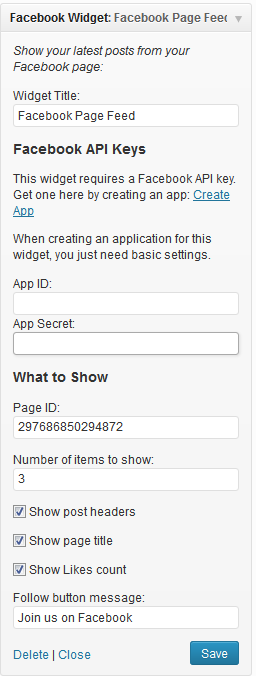 Facebook Widget: Facebook Page Feed
Show your latest posts from your
Facebook page:
Widget Title:
Facebook Page Feed
Facebook API Keys
This widget requires a Facebook API key.
Get one here by creating an app: Create
App
When creating an application for this
widget, you just need basic settings.
App ID:
App Secret:
What to Show
Page ID:
297686850294872
Number of items to show:
3
Show post headers
Show page title
Show Likes count
Follow button message:
Join us on Facebook
Delete | Close
Save